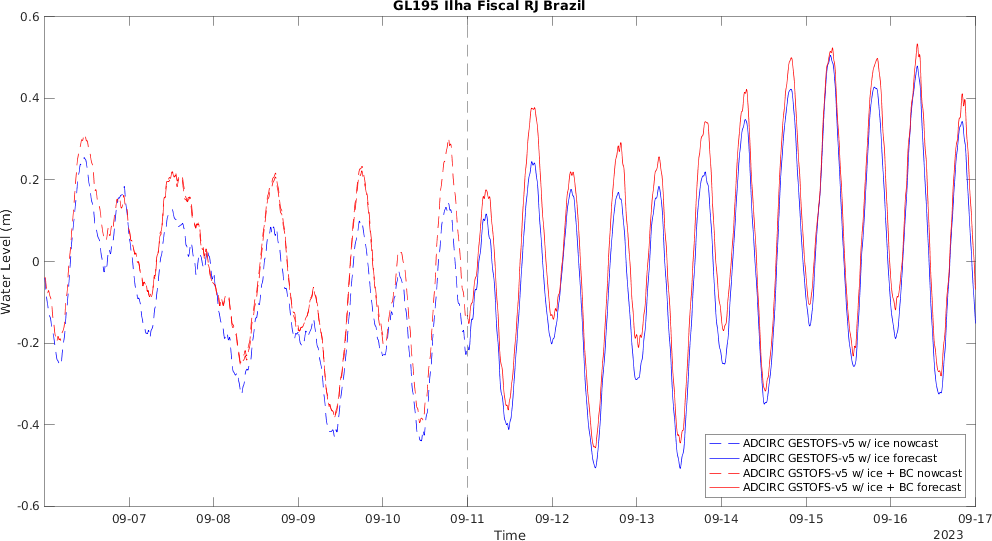 GL195 Ilha Fiscal RJ Brazil
0.6
0.4
0.2
0
-0.2
-0.4
-0.6
Water Level (m)
ADCIRC GESTOFS-v5 w/ ice nowcast
ADCIRC GESTOFS-v5 w/ ice forecast
ADCIRC GSTOFS-v5 w/ ice + BC nowcast
ADCIRC GSTOFS-v5 w/ ice + BC forecast
09-07 09-08 09-09 09-10 09-11 09-12 09-13 09-14 09-15 09-16 09-17
Time
2023